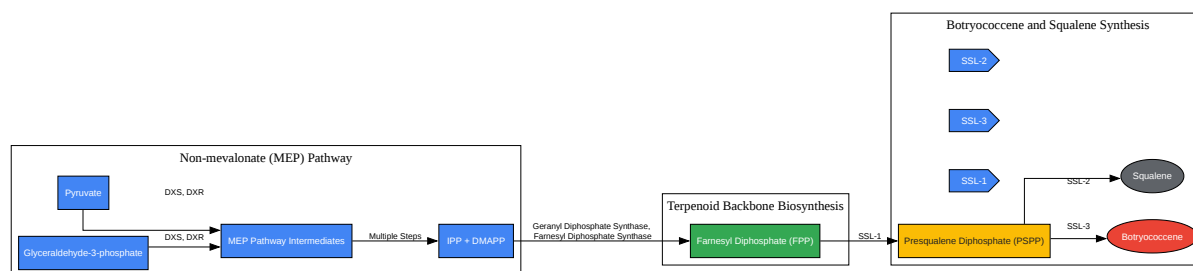 Botryococcene and Squalene Synthesis
SSL-2
SSL-3
SSL-1
Squalene
SSL-2
Presqualene Diphosphate (PSPP)
SSL-3
Botryococcene
Non-mevalonate (MEP) Pathway
Pyruvate
DXS, DXR
Glyceraldehyde-3-phosphate
DXS, DXR
MEP Pathway Intermediates
Multiple Steps
IPP + DMAPP
Geranyl Diphosphate Synthase,
Farnesyl Diphosphate Synthase
Terpenoid Backbone Biosynthesis
Farnesyl Diphosphate (FPP)
SSL-1